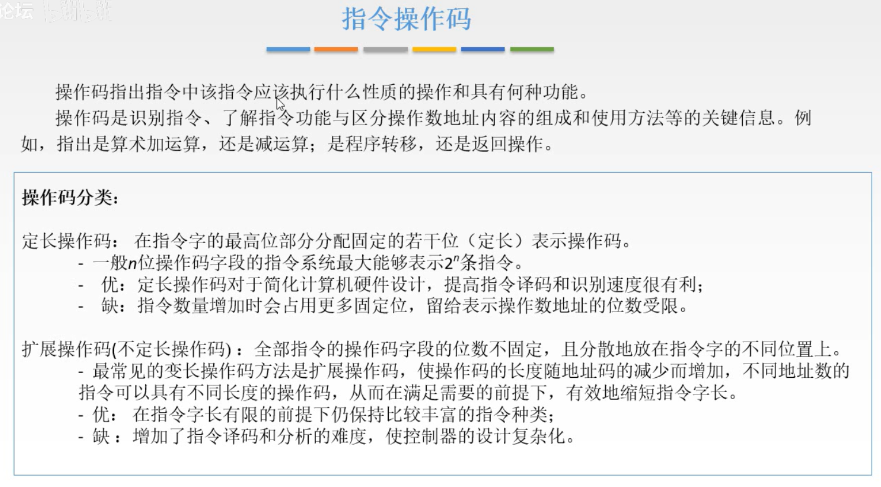 论坛
指令操作码
操作码指出指令中该指令应该执行什么性质的操作和具有何种功能。
操作码是识别指令、了解指令功能与区分操作数地址内容的组成和使用方法等的关键信息。例
如，指出是算术加运算，还是减运算；是程序转移，还是返回操作。
操作码分类：
定长操作码： 在指令字的最高位部分分配固定的若干位（定长）表示操作码。
- 一般n位操作码字段的指令系统最大能够表示2ⁿ条指令。
- 优：定长操作码对于简化计算机硬件设计，提高指令译码和识别速度很有利；
- 缺：指令数量增加时会占用更多固定位，留给表示操作数地址的位数受限。
扩展操作码(不定长操作码)：全部指令的操作码字段的位数不固定，且分散地放在指令字的不同位置上。
- 最常见的变长操作码方法是扩展操作码，使操作码的长度随地址码的减少而增加，不同地址数的
指令可以具有不同长度的操作码，从而在满足需要的前提下，有效地缩短指令字长。
- 优： 在指令字长有限的前提下仍保持比较丰富的指令种类；
- 缺 ：增加了指令译码和分析的难度，使控制器的设计复杂化。